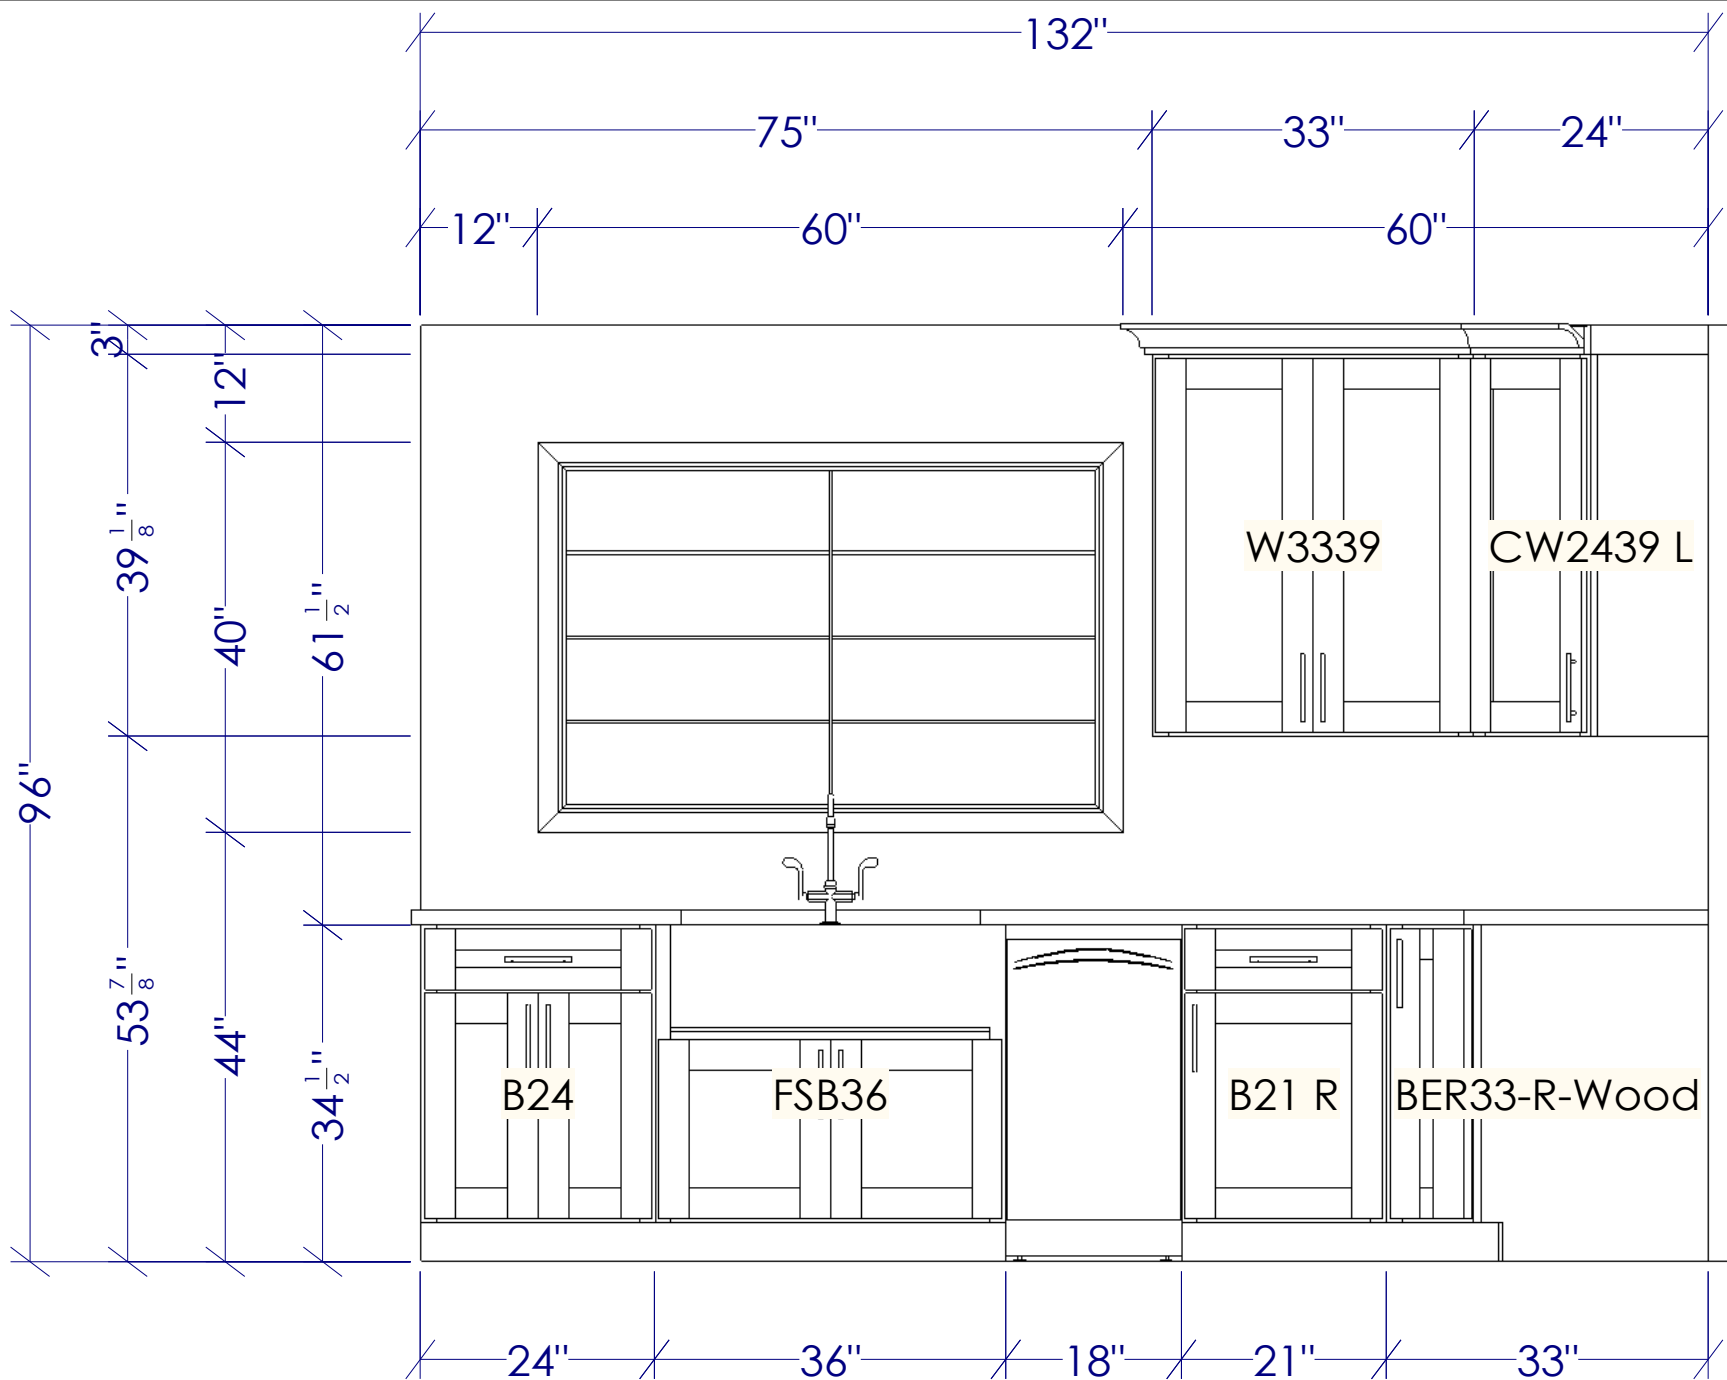 132"
75" 33" 24"
12" 60" 60"
3"
12"
39 1/8"
40"
61 1/2"
96"
53 7/8"
44"
34 1/2"
W3339 CW2439 L
B24 FSB36 B21 R BER33-R-Wood
24" 36" 18" 21" 33"